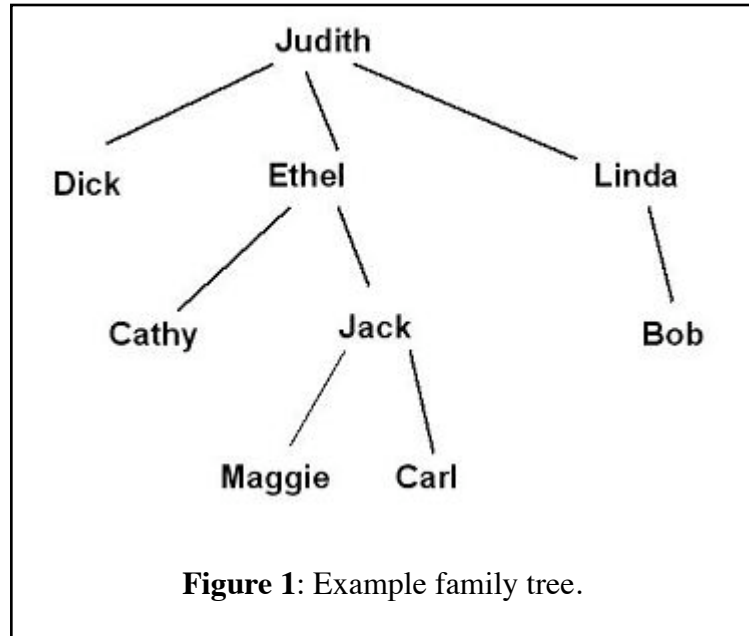 Judith
Dick Ethel Linda
Cathy Jack Bob
Maggie Carl
Figure 1: Example family tree.